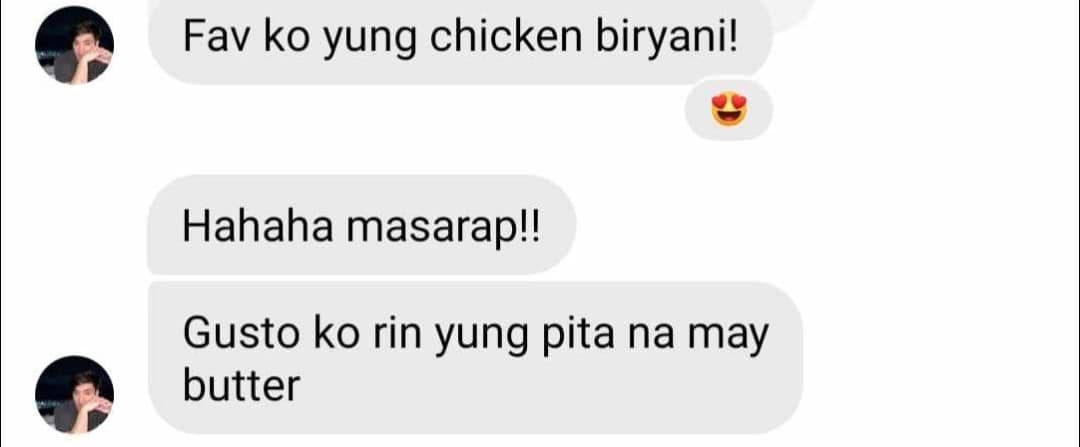 Fav ko yung chicken biryani!
Hahaha masarap!!
Gusto ko rin yung pita na may
butter